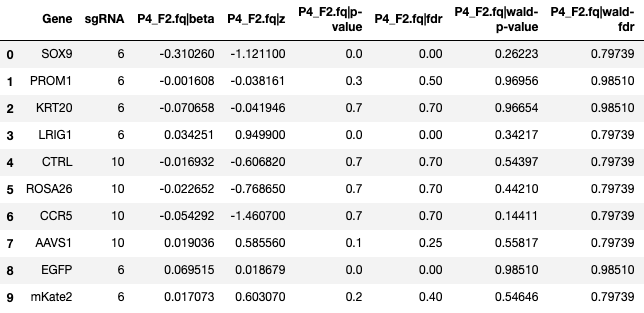 Gene sgRNA P4_F2.fq|beta P4_F2.fq|z P4_F2.fq|p-value P4_F2.fq|fdr P4_F2.fq|wald-p-value P4_F2.fq|wald-fdr
0 SOX9 6 -0.310260 -1.121100 0.0 0.00 0.26223 0.79739
1 PROM1 6 -0.001608 -0.038161 0.3 0.50 0.96956 0.98510
2 KRT20 6 -0.070658 -0.041946 0.7 0.70 0.96654 0.98510
3 LRIG1 6 0.034251 0.949900 0.0 0.00 0.34217 0.79739
4 CTRL 10 -0.016932 -0.606820 0.7 0.70 0.54397 0.79739
5 ROSA26 10 -0.022652 -0.768650 0.7 0.70 0.44210 0.79739
6 CCR5 10 -0.054292 -1.460700 0.7 0.70 0.14411 0.79739
7 AAVS1 10 0.019036 0.585560 0.1 0.25 0.55817 0.79739
8 EGFP 6 0.069515 0.018679 0.0 0.00 0.98510 0.98510
9 mKate2 6 0.017073 0.603070 0.2 0.40 0.54646 0.79739